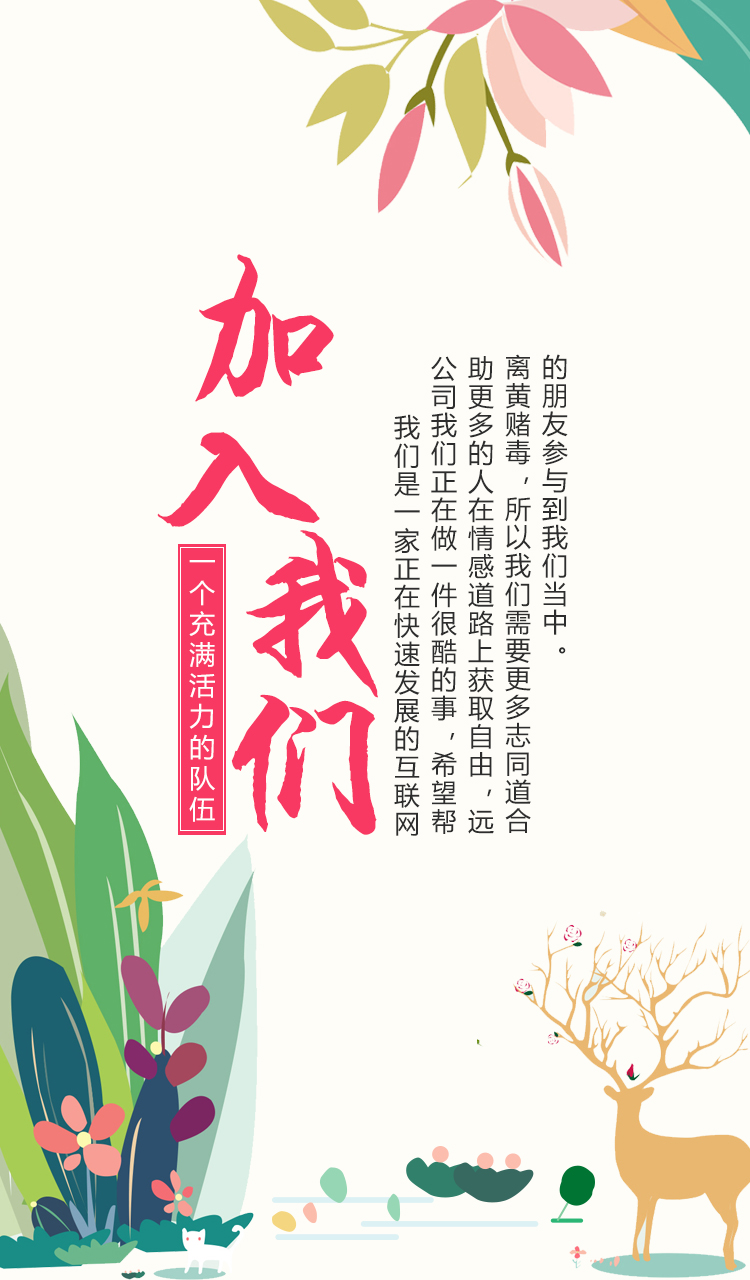 加入我们
一个充满活力的队伍
我们是一家正在快速发展的互联网
公司我们正在做一件很酷的事，希望帮
助更多的人在情感道路上获取自由，远
离黄赌毒，所以我们需要更多志同道合
的朋友参与到我们当中。